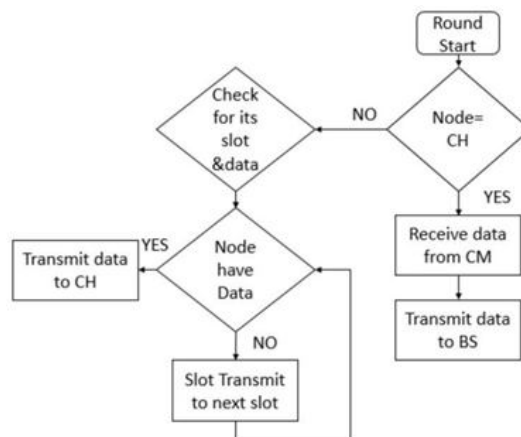 Round
Start
Node=
CH
NO
YES
Check
for its
slot
&data
Receive data
from CM
Transmit data
to BS
Node
have
Data
YES
Transmit data
to CH
NO
Slot Transmit
to next slot